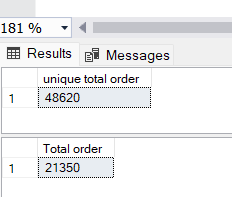 181 %
Results Messages
unique total order
1 48620
Total order
1 21350